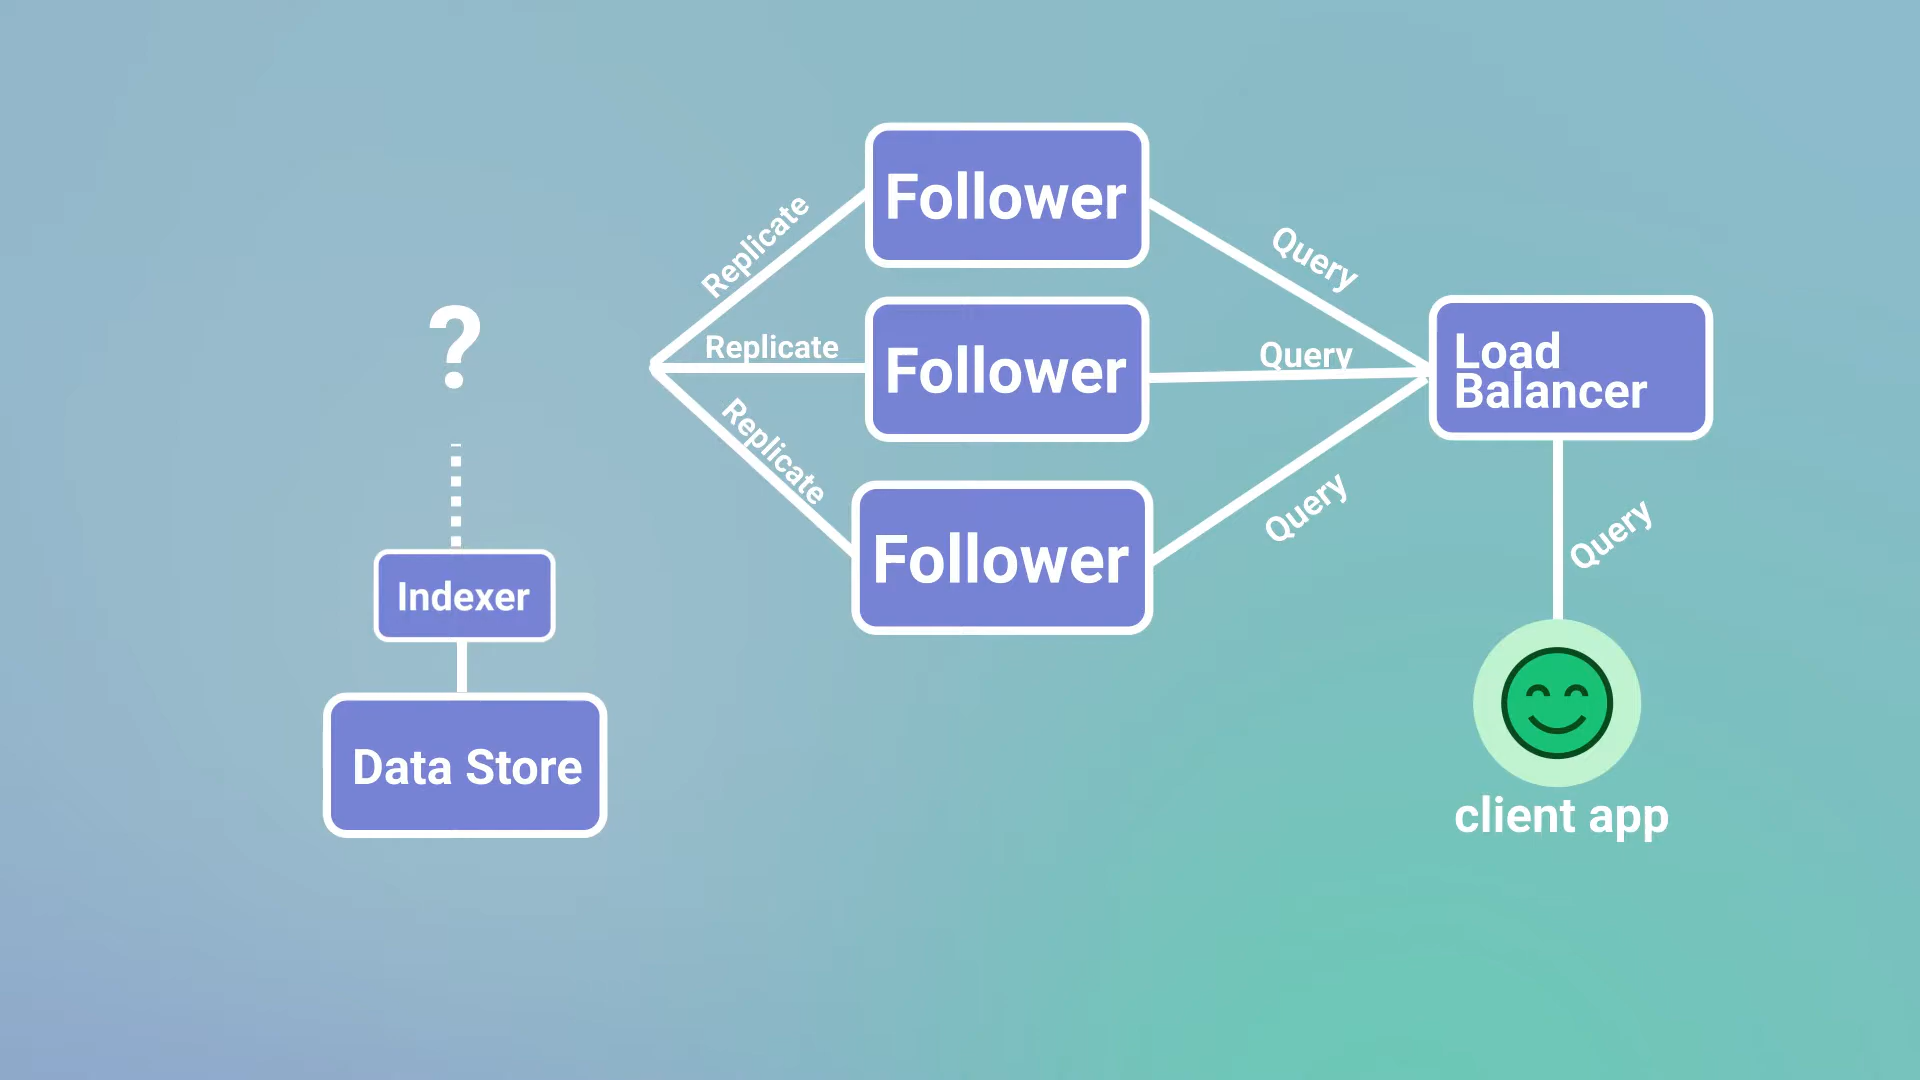 ?
Indexer
Data Store
Replicate
Replicate
Replicate
Follower
Follower
Follower
Query
Query
Query
Load
Balancer
Query
client app